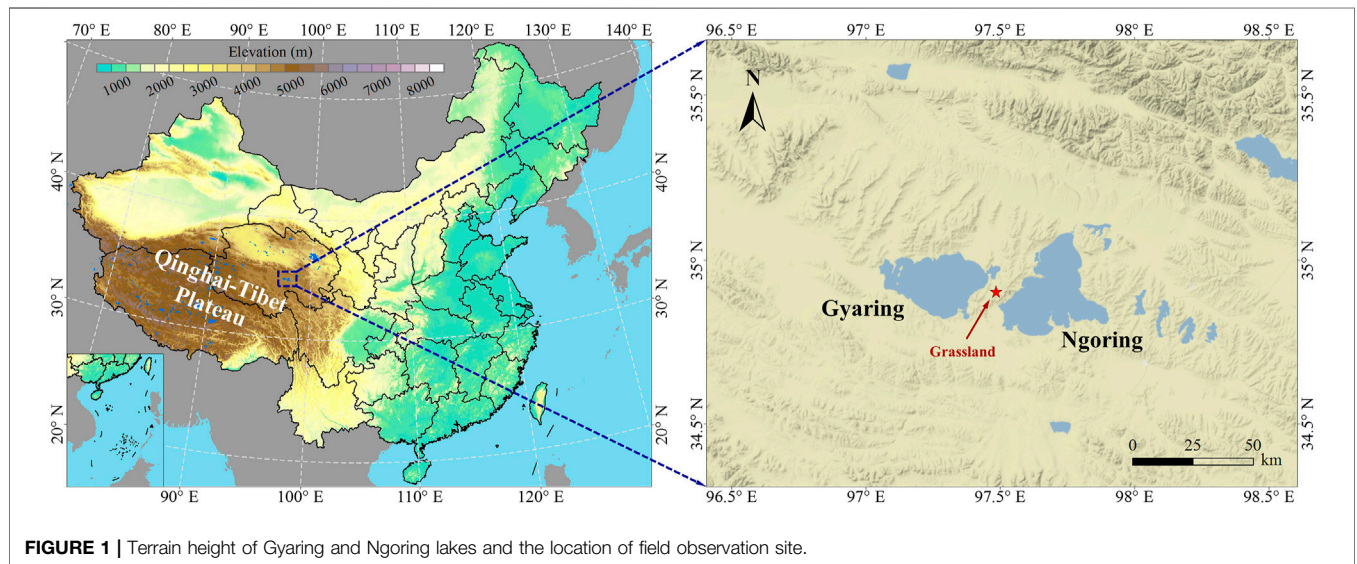 70° E 80° E 90° E 100° E 110° E 120° E 130° E 140° E
Elevation (m)
1000 2000 3000 4000 5000 6000 7000 8000
40° N
30° N
20° N
40° N
30° N
20° N
Qinghai-Tibet
Plateau
90° E 100° E 110° E 120° E
96.5° E 97° E 97.5° E 98° E 98.5° E
N
35.5° N
35° N
34.5° N
35.5° N
35° N
34.5° N
Gyaring
Ngoring
Grassland
0 25 50
km
96.5° E 97° E 97.5° E 98° E 98.5° E
FIGURE 1 | Terrain height of Gyaring and Ngoring lakes and the location of field observation site.